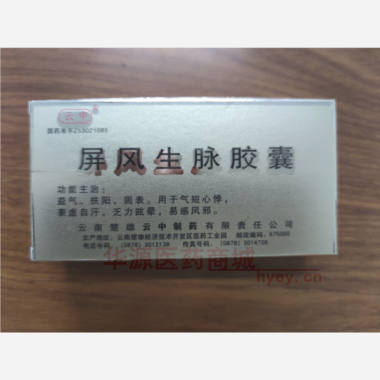 云中
国药准字Z53021085
屏风生脉胶囊
功能主治:
益气、扶阳、固表。用于气短心悸,
表虚自汗,乏力眩晕,易感风邪。
云南楚雄云中制药有限责任公司
生产地址:云南楚雄经济技术开发区医药工业园 邮政编码:675000
电话号码:(0878)3013138 传真号码:(0878)3014708
华源医药商城
hyey.cn